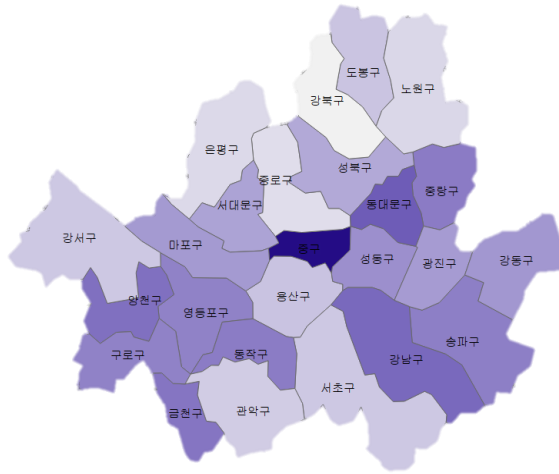 도봉구
노원구
강북구
은평구
성북구
종로구
중랑구
서대문구
동대문구
강서구
마포구
중구
성동구
광진구
강동구
양천구
용산구
영등포구
송파구
구로구
동작구
강남구
서초구
금천구
관악구